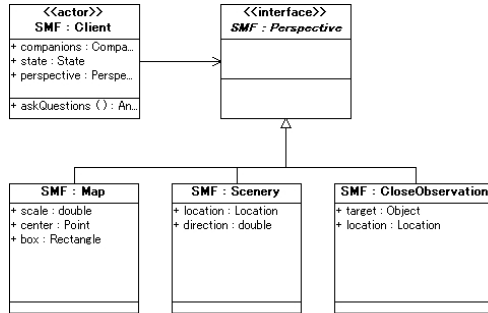 <<actor>>
SMF : Client
+ companions : Compa...
+ state : State
+ perspective : Perspe...
+ askQuestions () : An...
<<interface>>
SMF : Perspective
SMF : Map
+ scale : double
+ center : Point
+ box : Rectangle
SMF : Scenery
+ location : Location
+ direction : double
SMF : CloseObservation
+ target : Object
+ location : Location